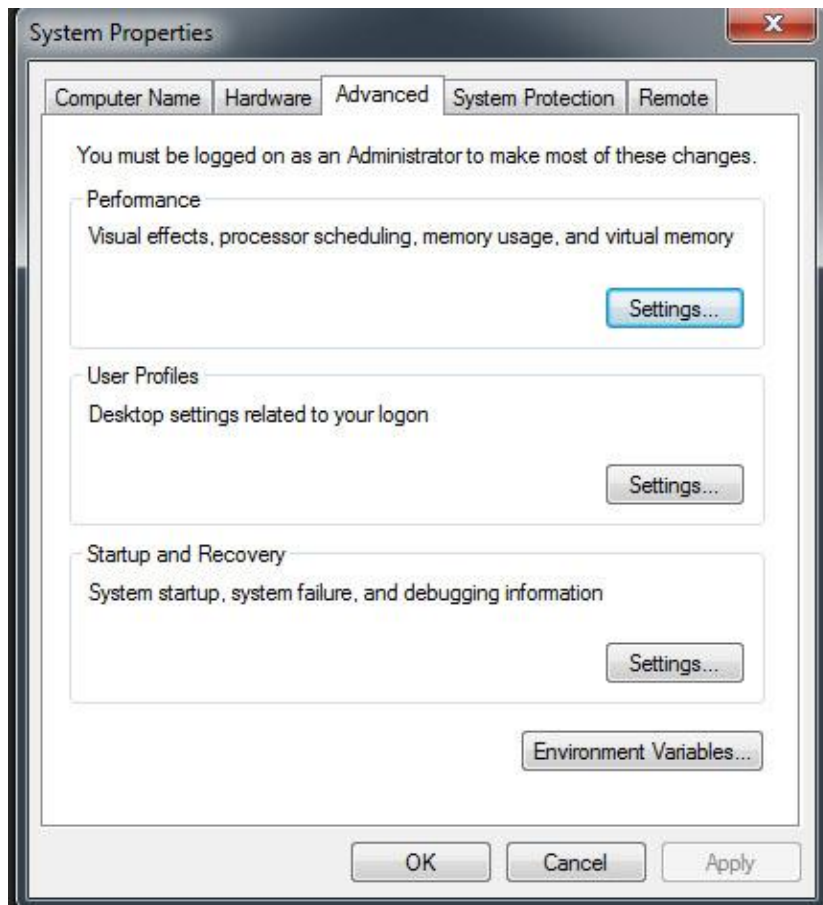 System Properties
Computer Name Hardware Advanced System Protection Remote
You must be logged on as an Administrator to make most of these changes.
Performance
Visual effects, processor scheduling, memory usage, and virtual memory
Settings...
User Profiles
Desktop settings related to your logon
Settings...
Startup and Recovery
System startup, system failure, and debugging information
Settings...
Environment Variables...
OK Cancel Apply